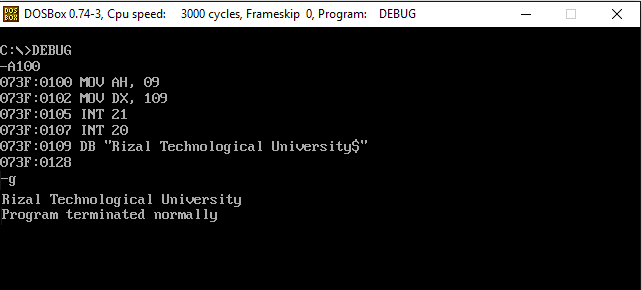 DOS BOX DOSBox 0.74-3, Cpu speed: 3000 cycles, Frameskip 0, Program: DEBUG
C:\>DEBUG
-A100
073F:0100 MOV AH, 09
073F:0102 MOV DX, 109
073F:0105 INT 21
073F:0107 INT 20
073F:0109 DB "Rizal Technological University$"
073F:0128
-g
Rizal Technological University
Program terminated normally